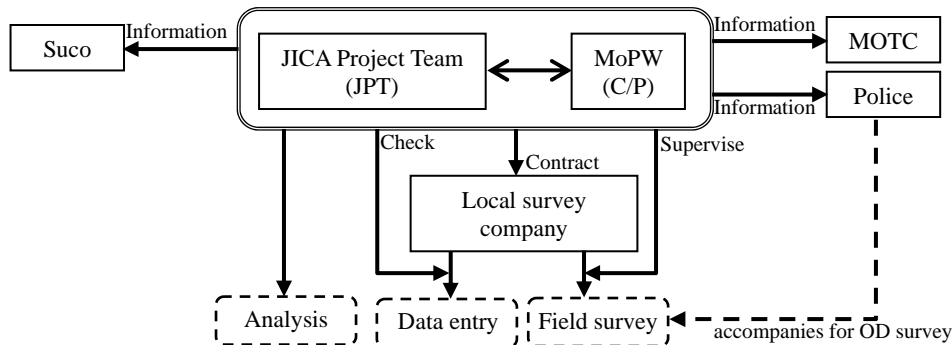 Suco
Information
JICA Project Team
(JPT)
MoPW
(C/P)
Information
MOTC
Information
Police
Check
Contract
Supervise
Local survey
company
Analysis
Data entry
Field survey
accompanies for OD survey